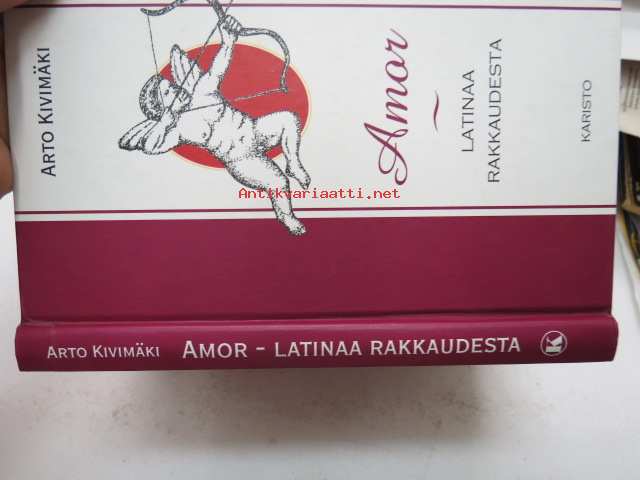 ARTO KIVIMÄKI
Amor
~
LATINAA
RAKKAUDESTA
KARISTO
Antikvariaatti.net
ARTO KIVIMÄKI AMOR – LATINAA RAKKAUDESTA K